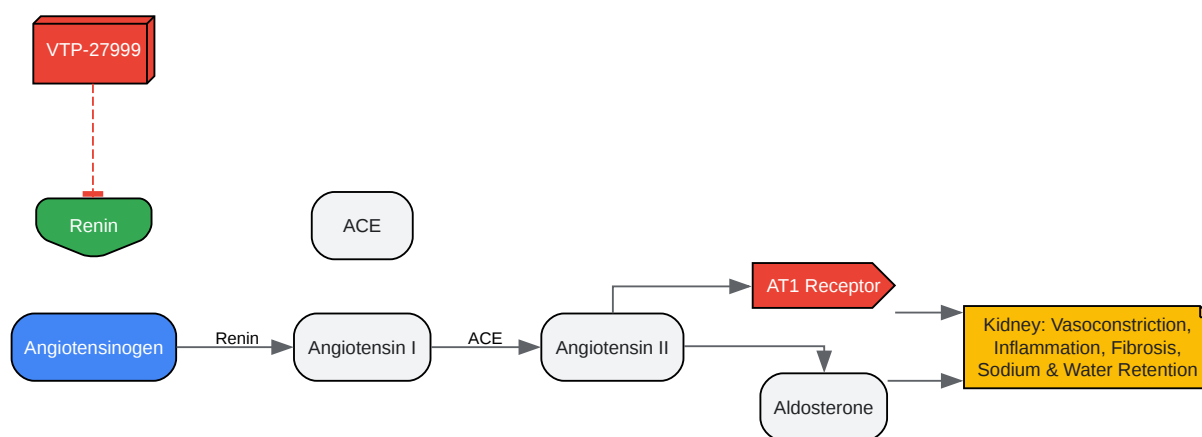 VTP-27999
Renin
ACE
AT1 Receptor
Angiotensinogen
Renin
Angiotensin I
ACE
Angiotensin II
Kidney: Vasoconstriction,
Inflammation, Fibrosis,
Sodium & Water Retention
Aldosterone